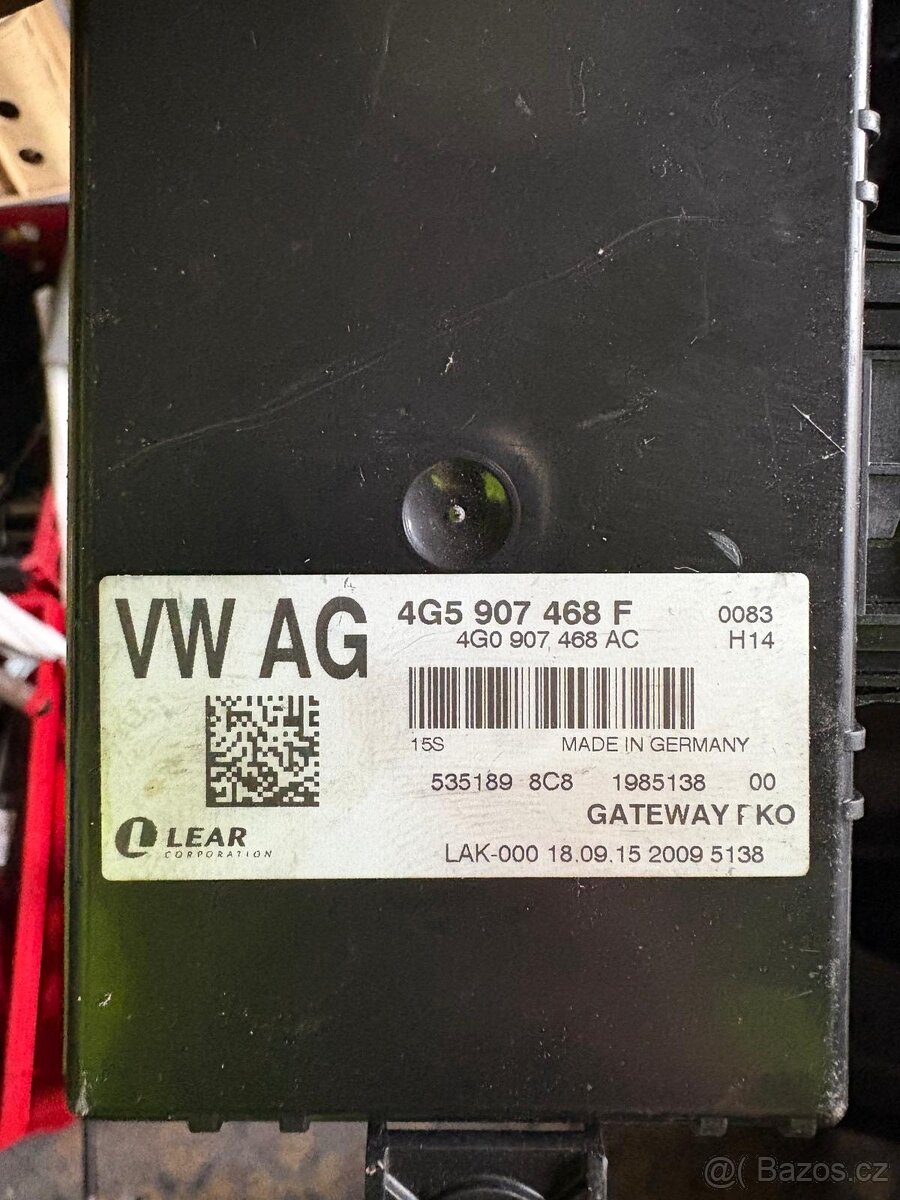 VW AG
4G5 907 468 F 0083
4G0 907 468 AC H14
15S MADE IN GERMANY
535189 8C8 1985138 00
GATEWAY KO
LEAR
CORPORATION
LAK-000 18.09.15 2009 5138
@( Bazos.cz